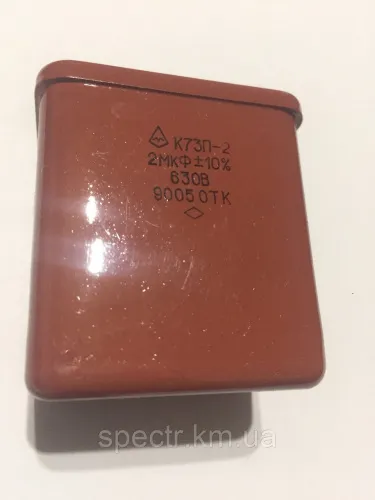 К73П-2
2МКФ±10%
630В
9005 ОТК
spectr.km.ua